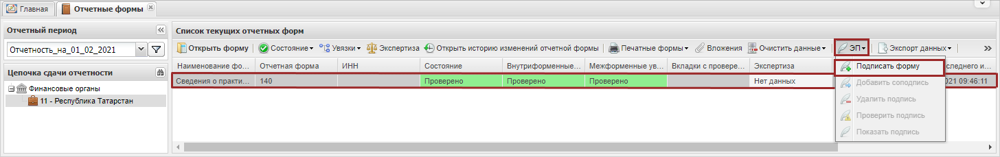 Главная
Отчетные формы
Отчетный период
Отчетность_на_01_02_2021
Цепочка сдачи отчетности
Финансовые органы
11 - Республика Татарстан
Список текущих отчетных форм
Открыть форму Состояние Увязки Экспертиза Открыть историю изменений отчетной формы Печатные формы Вложения Очистить данные ЭП Экспорт данных
Наименование фо... Отчетная форма ИНН Состояние Внутриформенные... Межформенные ув... Вкладки с провере... Экспертиза оследнего и...
Сведения о практи... 140 Проверено Проверено Проверено Нет данных 021 09:46:11
Подписать форму
Добавить соподпись
Удалить подпись
Проверить подпись
Показать подпись